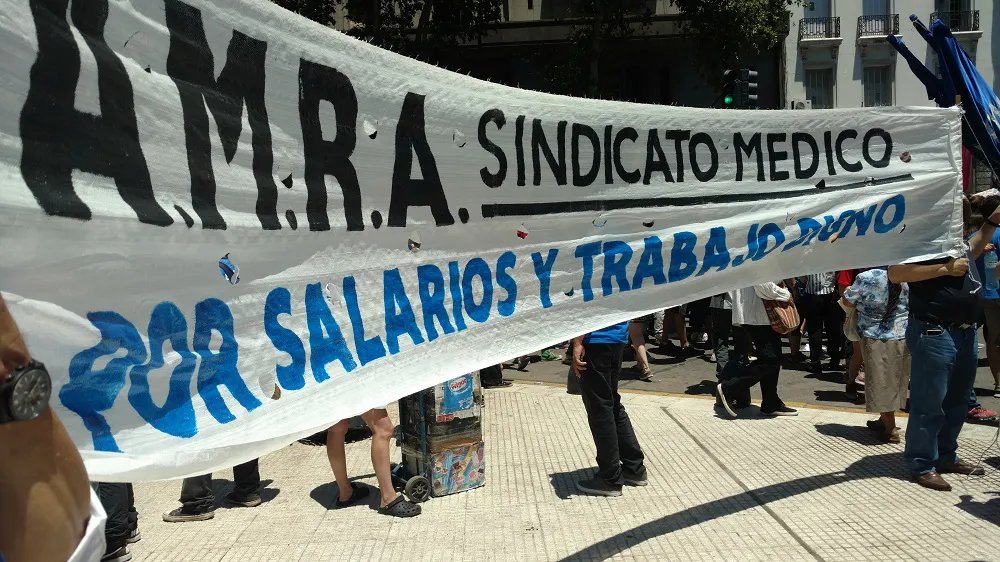 A.M.R.A. SINDICATO MEDICO
POR SALARIOS Y TRABAJO DIGNO